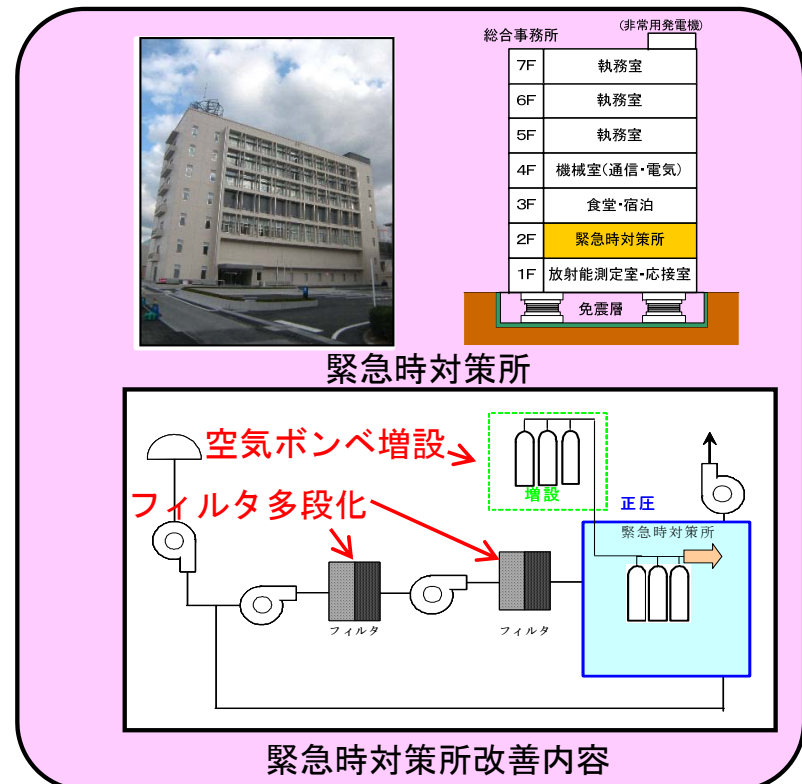 総合事務所
(非常用発電機)
7F 執務室
6F 執務室
5F 執務室
4F 機械室(通信・電気)
3F 食堂・宿泊
2F 緊急時対策所
1F 放射能測定室・応接室
免震層
緊急時対策所
空気ボンベ増設
増設
正圧
フィルタ多段化
緊急時対策所
フィルタ
フィルタ
緊急時対策所改善内容